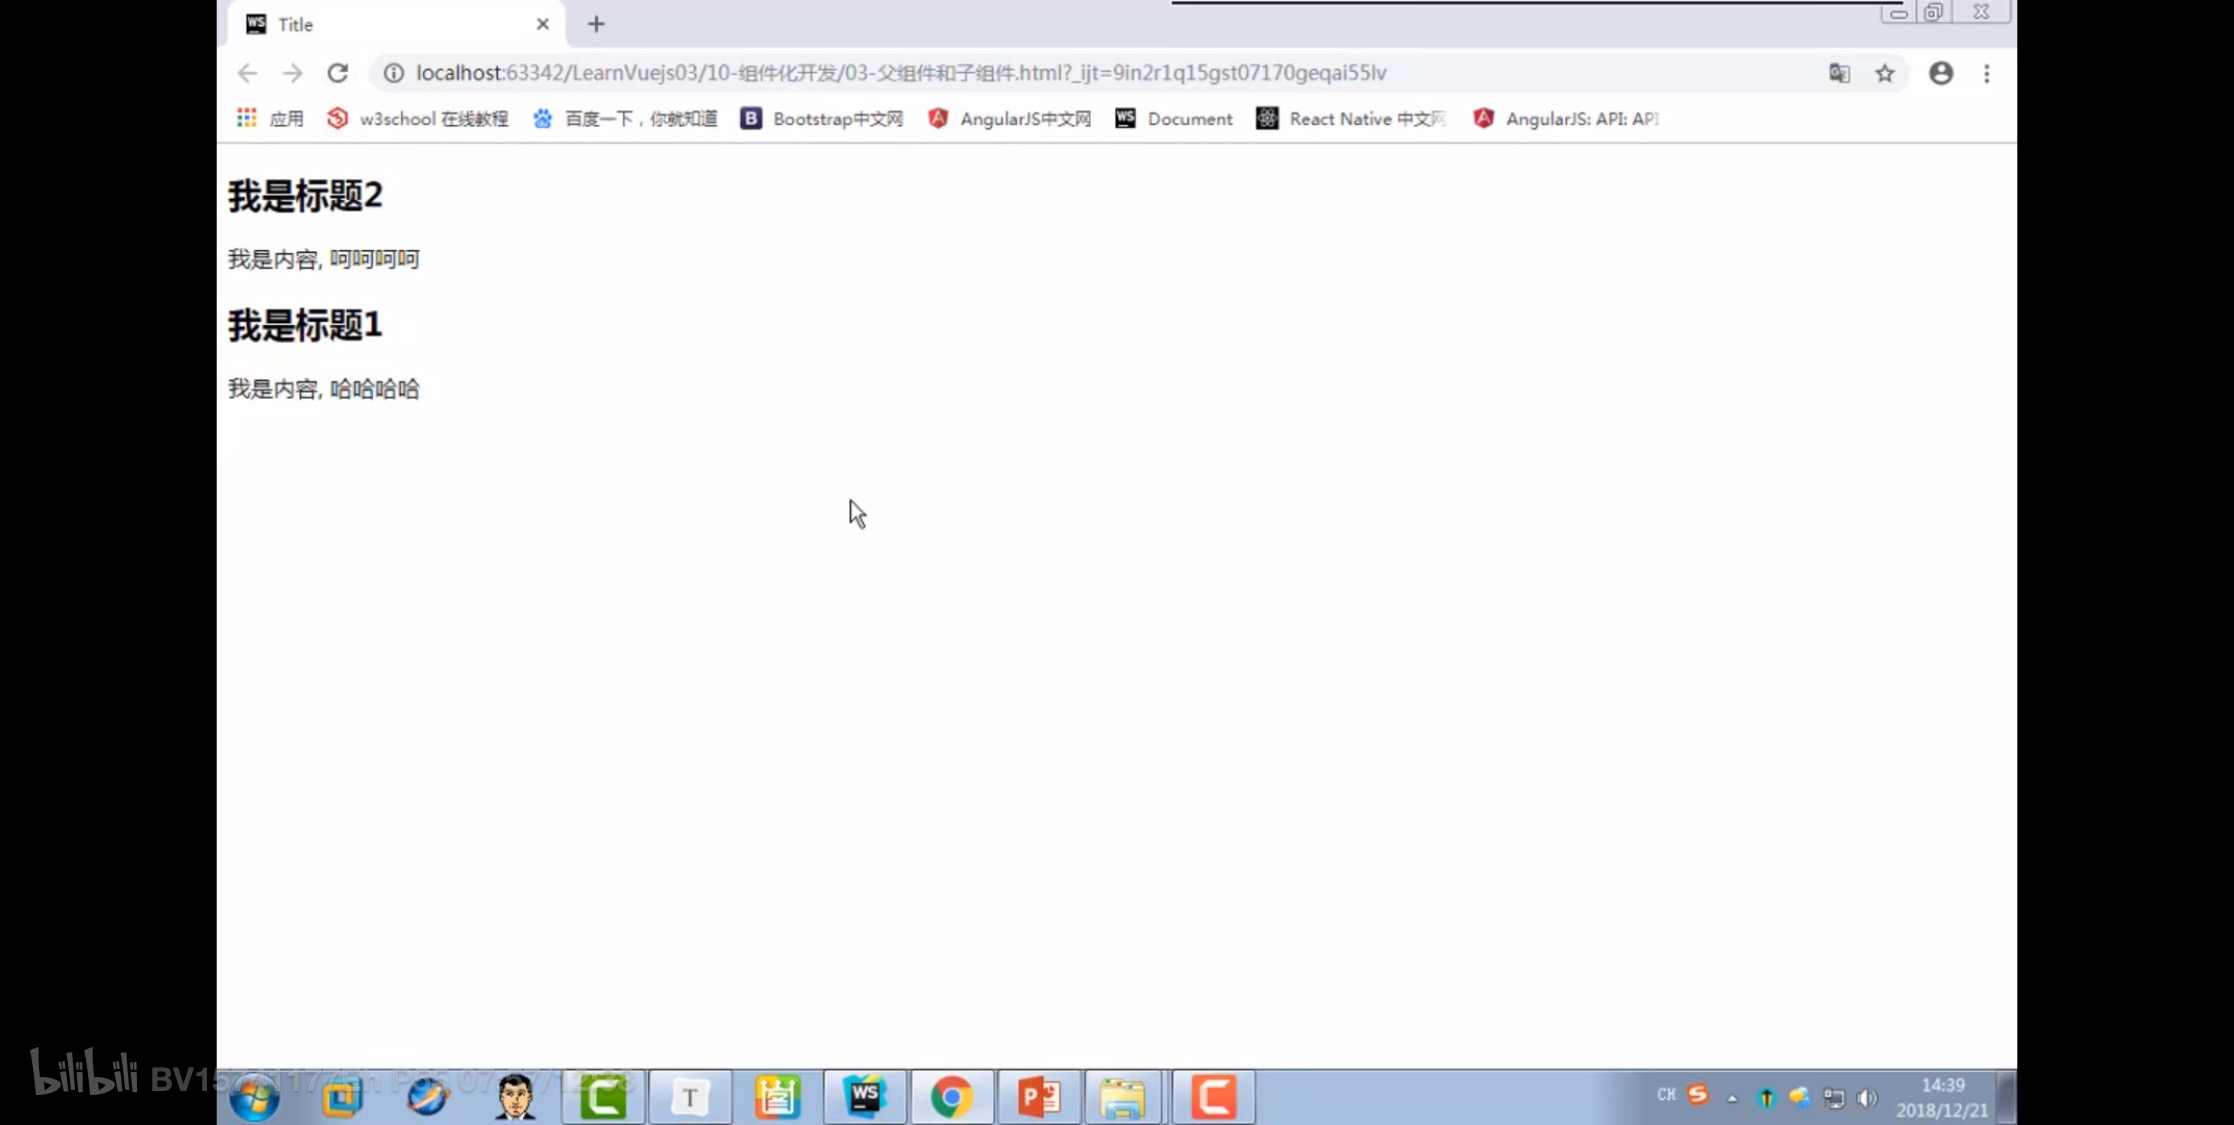 Title
localhost:63342/LearnVuejs03/10-组件化开发/03-父组件和子组件.html?_ijt=9in2r1q15gst07170geqai55lv
应用 w3school 在线教程 百度一下，你就知道 Bootstrap中文网 AngularJS中文网 Document React Native 中文网 AngularJS: API: API
我是标题2
我是内容, 呵呵呵呵
我是标题1
我是内容, 哈哈哈哈
bilibili
CH
14:39
2018/12/21